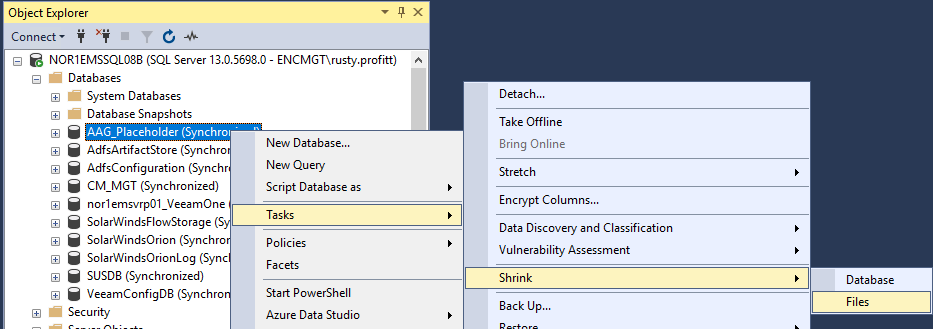 Object Explorer
Connect
NOR1EMSSQL08B (SQL Server 13.0.5698.0 - ENCMGT\rusty.profitt)
Databases
System Databases
Database Snapshots
AAG_Placeholder (Synchronized)
AdfsArtifactStore (Synchron
AdfsConfiguration (Synchro
CM_MGT (Synchronized)
nor1emsvrp01_VeeamOne (
SolarWindsFlowStorage (Sy
SolarWindsOrion (Synchron
SolarWindsOrionLog (Synch
SUSDB (Synchronized)
VeeamConfigDB (Synchroni
Security
Server Objects
New Database...
New Query
Script Database as
Tasks
Policies
Facets
Start PowerShell
Azure Data Studio
Detach...
Take Offline
Bring Online
Stretch
Encrypt Columns...
Data Discovery and Classification
Vulnerability Assessment
Shrink
Back Up...
Restore
Database
Files